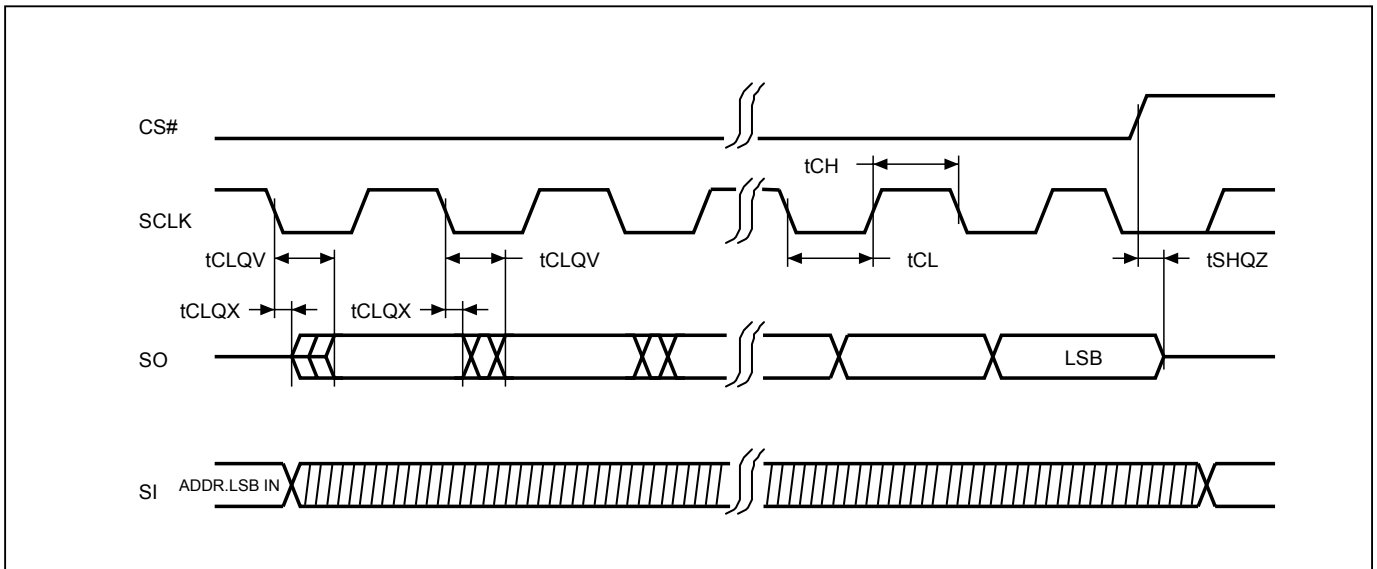 CS#
tCH
SCLK
tCLQV tCLQV tCL tSHQZ
tCLQX tCLQX
SO LSB
SI ADDR.LSB IN